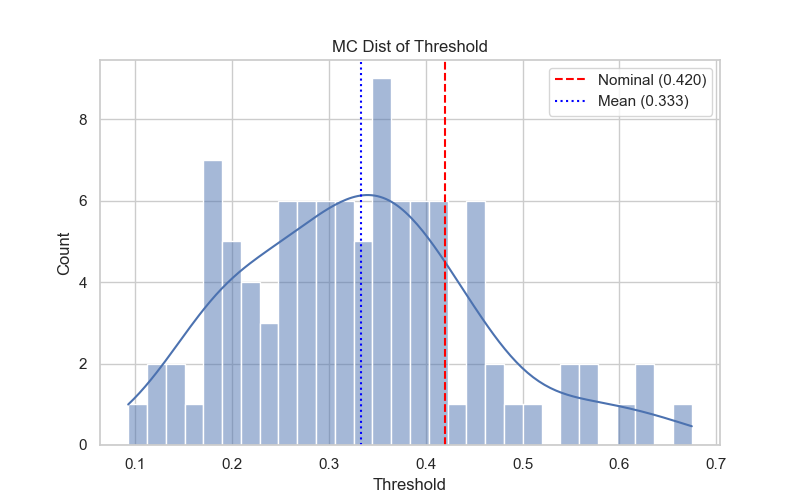 MC Dist of Threshold
Nominal (0.420)
Mean (0.333)
Count
8
6
4
2
0
0.1 0.2 0.3 0.4 0.5 0.6 0.7
Threshold